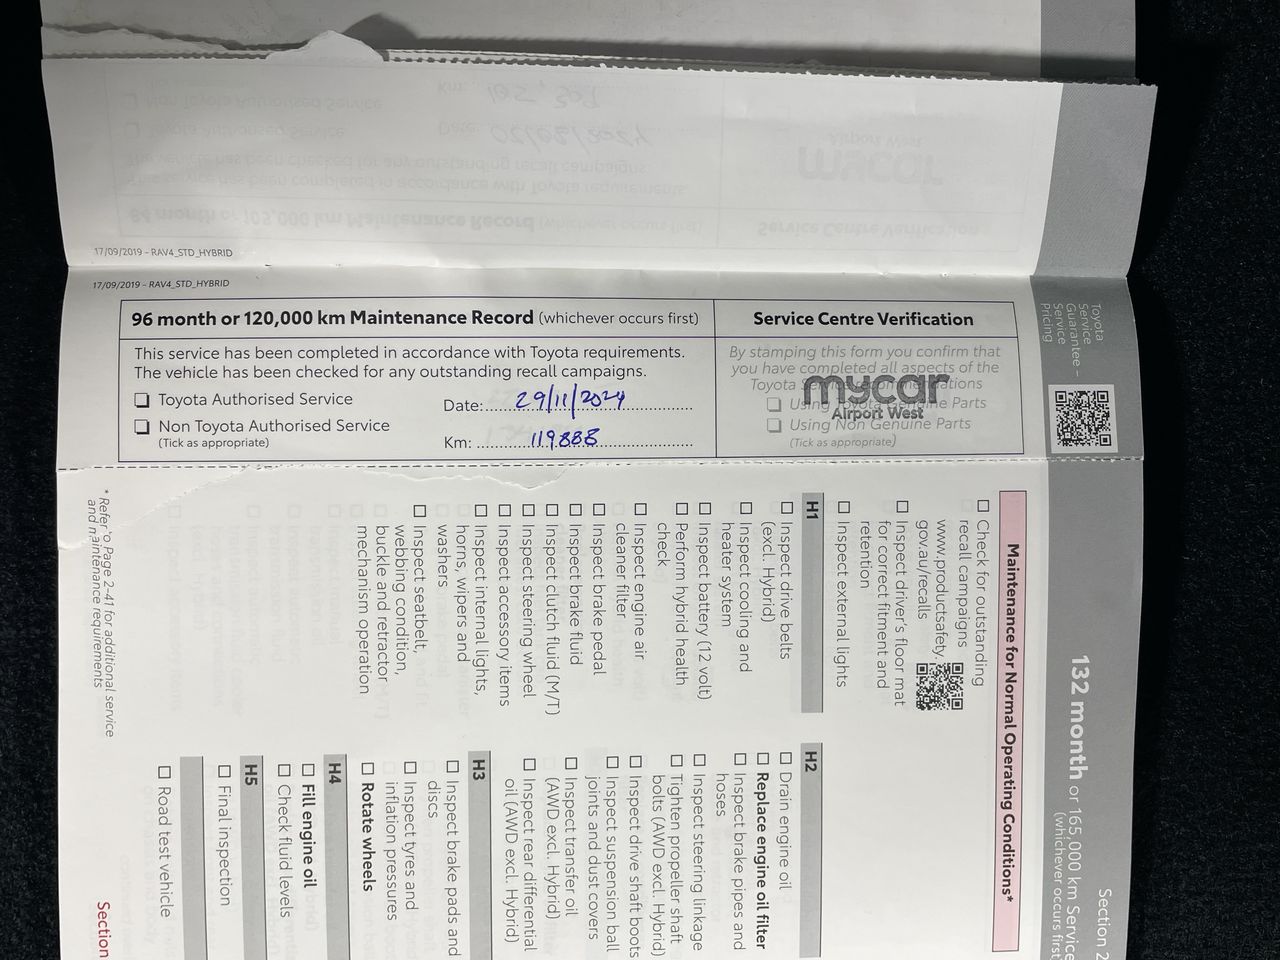 17/09/2019 – RAV4_STD_HYBRID
17/09/2019 – RAV4_STD_HYBRID
96 month or 120,000 km Maintenance Record (whichever occurs first)
This service has been completed in accordance with Toyota requirements.
The vehicle has been checked for any outstanding recall campaigns.
☐ Toyota Authorised Service
☐ Non Toyota Authorised Service
(Tick as appropriate)
Date: 29/11/2024
Km: 119888
Service Centre Verification
By stamping this form you confirm that
you have completed all aspects of the
Toyota
mycar
Airport West
☐ Using Toyota Genuine Parts
☐ Using Non Genuine Parts
(Tick as appropriate)
Toyota
Service
Guarantee –
Service
Pricing
Section 2
132 month or 165,000 km Service
(whichever occurs first)
Maintenance for Normal Operating Conditions*
☐ Check for outstanding
recall campaigns
www.productsafety.
gov.au/recalls
☐ Inspect driver's floor mat
for correct fitment and
retention
☐ Inspect external lights
H1
☐ Inspect drive belts
(excl. Hybrid)
☐ Inspect cooling and
heater system
☐ Inspect battery (12 volt)
☐ Perform hybrid health
check
☐ Inspect engine air
cleaner filter
☐ Inspect brake pedal
☐ Inspect brake fluid
☐ Inspect clutch fluid (M/T)
☐ Inspect steering wheel
☐ Inspect accessory items
☐ Inspect internal lights,
horns, wipers and
washers
☐ Inspect seatbelt,
webbing condition,
buckle and retractor
mechanism operation
H2
☐ Drain engine oil
☐ Replace engine oil filter
☐ Inspect brake pipes and
hoses
☐ Inspect steering linkage
☐ Tighten propeller shaft
bolts (AWD excl. Hybrid)
☐ Inspect drive shaft boots
☐ Inspect suspension ball
joints and dust covers
☐ Inspect transfer oil
(AWD excl. Hybrid)
☐ Inspect rear differential
oil (AWD excl. Hybrid)
H3
☐ Inspect brake pads and
discs
☐ Inspect tyres and
inflation pressures
☐ Rotate wheels
H4
☐ Fill engine oil
☐ Check fluid levels
H5
☐ Final inspection
☐ Road test vehicle
* Refer to Page 2–41 for additional service
and maintenance requirements
Section